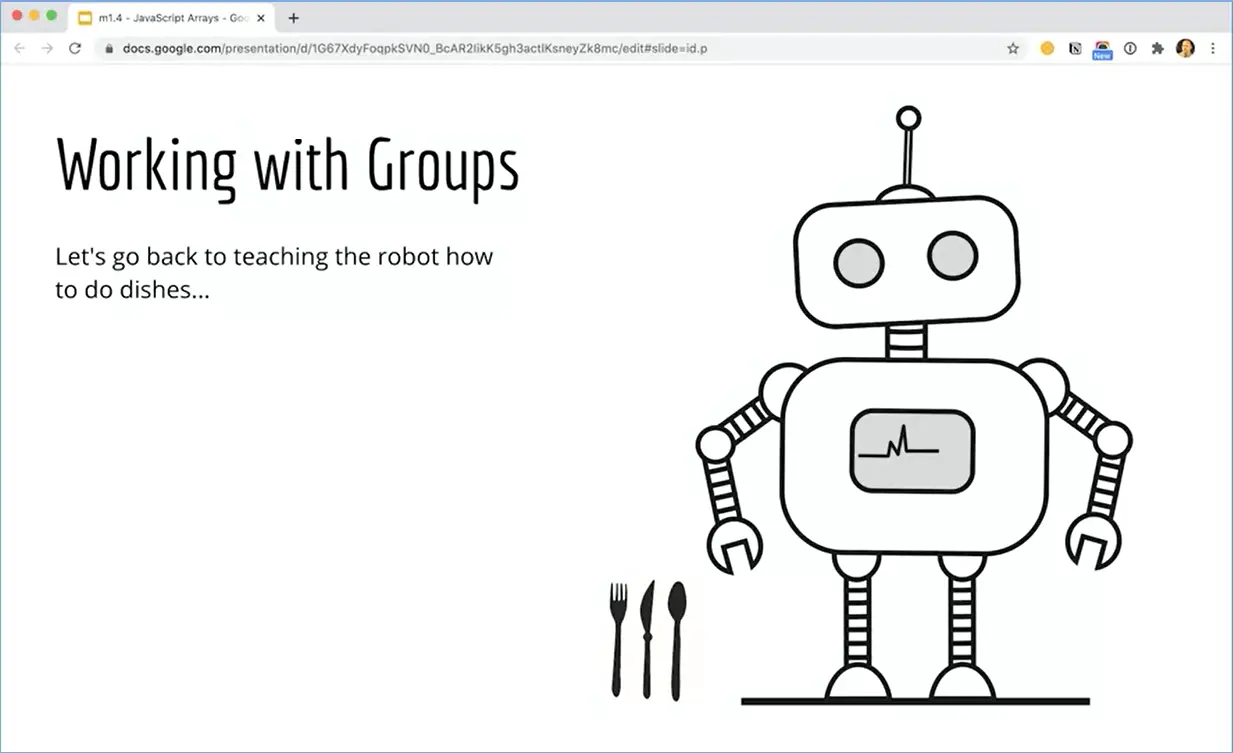 m1.4 - JavaScript Arrays - Goo
docs.google.com/presentation/d/1G67XdyFoqpkSVN0_BcAR2IikK5gh3actIKsneyZk8mc/edit#slide=id.p
New
Working with Groups
Let's go back to teaching the robot how
to do dishes...